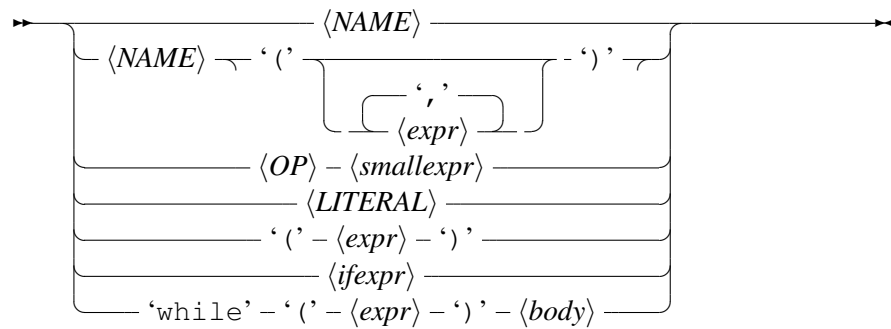 ⟨NAME⟩
⟨NAME⟩ ‘(’ ‘)’
‘,’
⟨expr⟩
⟨OP⟩ ⟨smallexpr⟩
⟨LITERAL⟩
‘(’ ⟨expr⟩ ‘)’
⟨ifexpr⟩
‘while’ ‘(’ ⟨expr⟩ ‘)’ ⟨body⟩